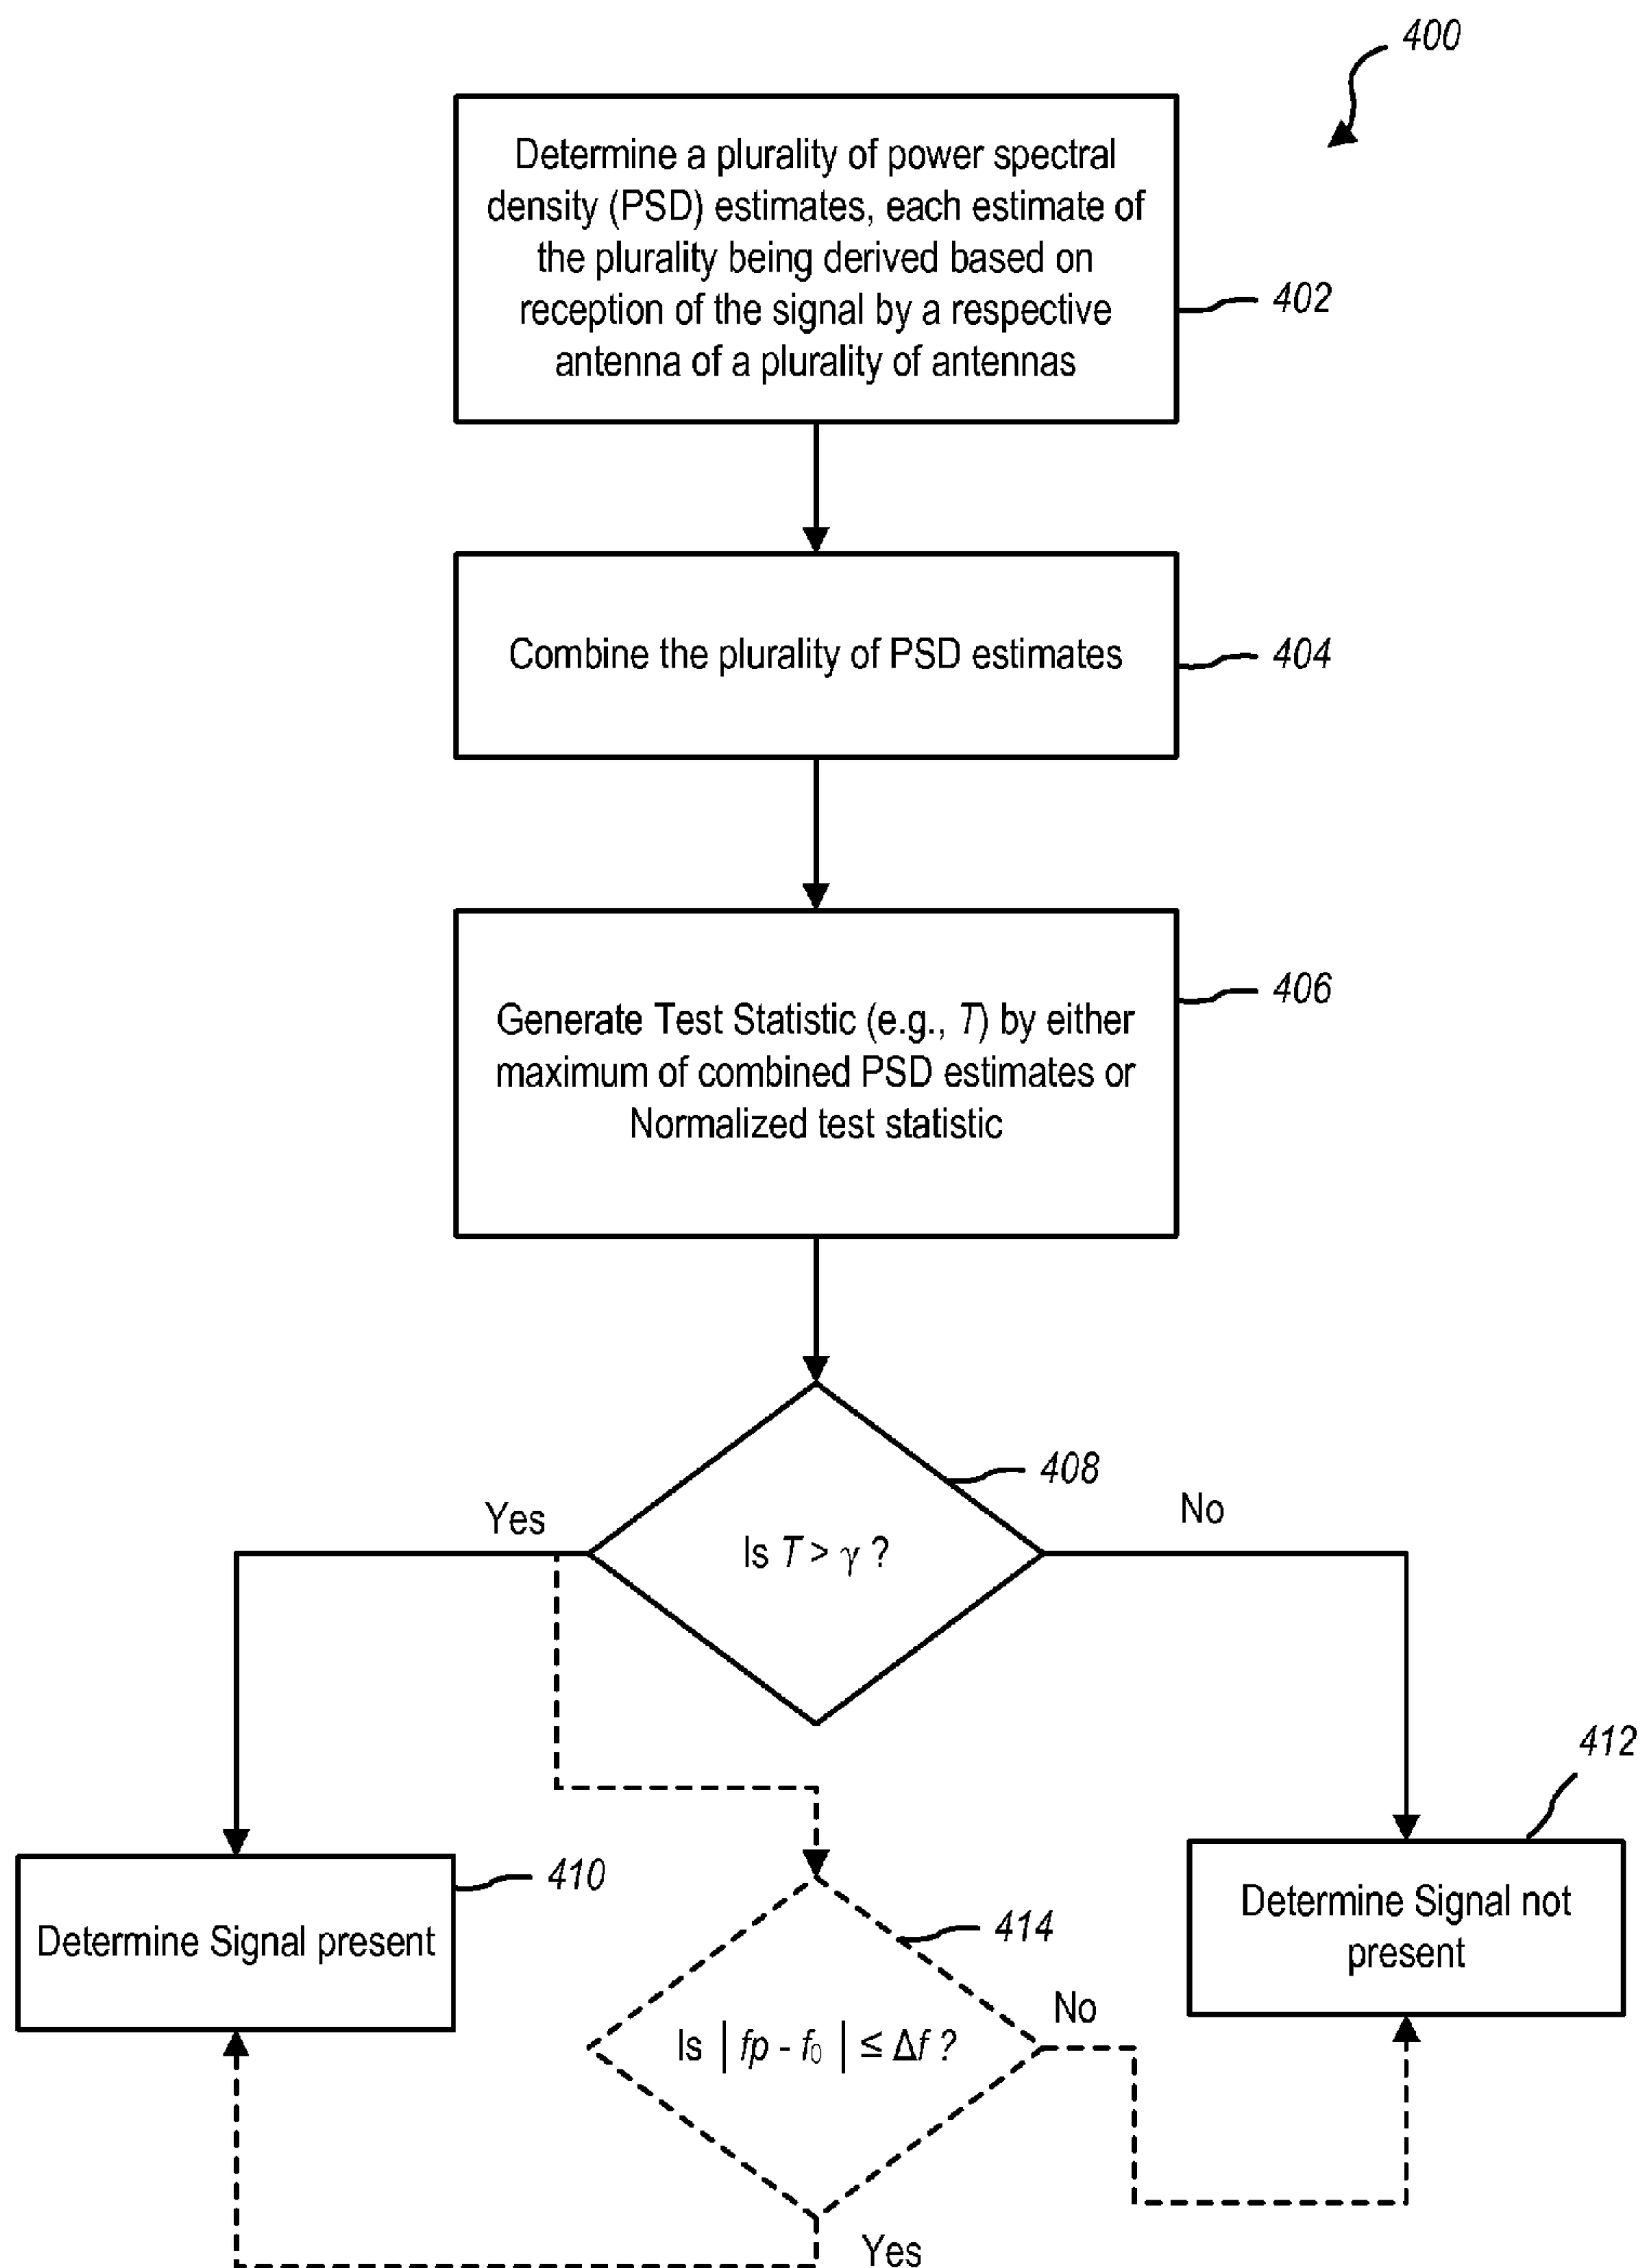 400
Determine a plurality of power spectral
density (PSD) estimates, each estimate of
the plurality being derived based on
reception of the signal by a respective
antenna of a plurality of antennas
402
Combine the plurality of PSD estimates
404
406
Generate Test Statistic (e.g., T) by either
maximum of combined PSD estimates or
Normalized test statistic
408
Yes
No
Is T > γ ?
412
410
Determine Signal present
414
Determine Signal not
present
No
Is | fp - f₀ | ≤ Δf ?
Yes